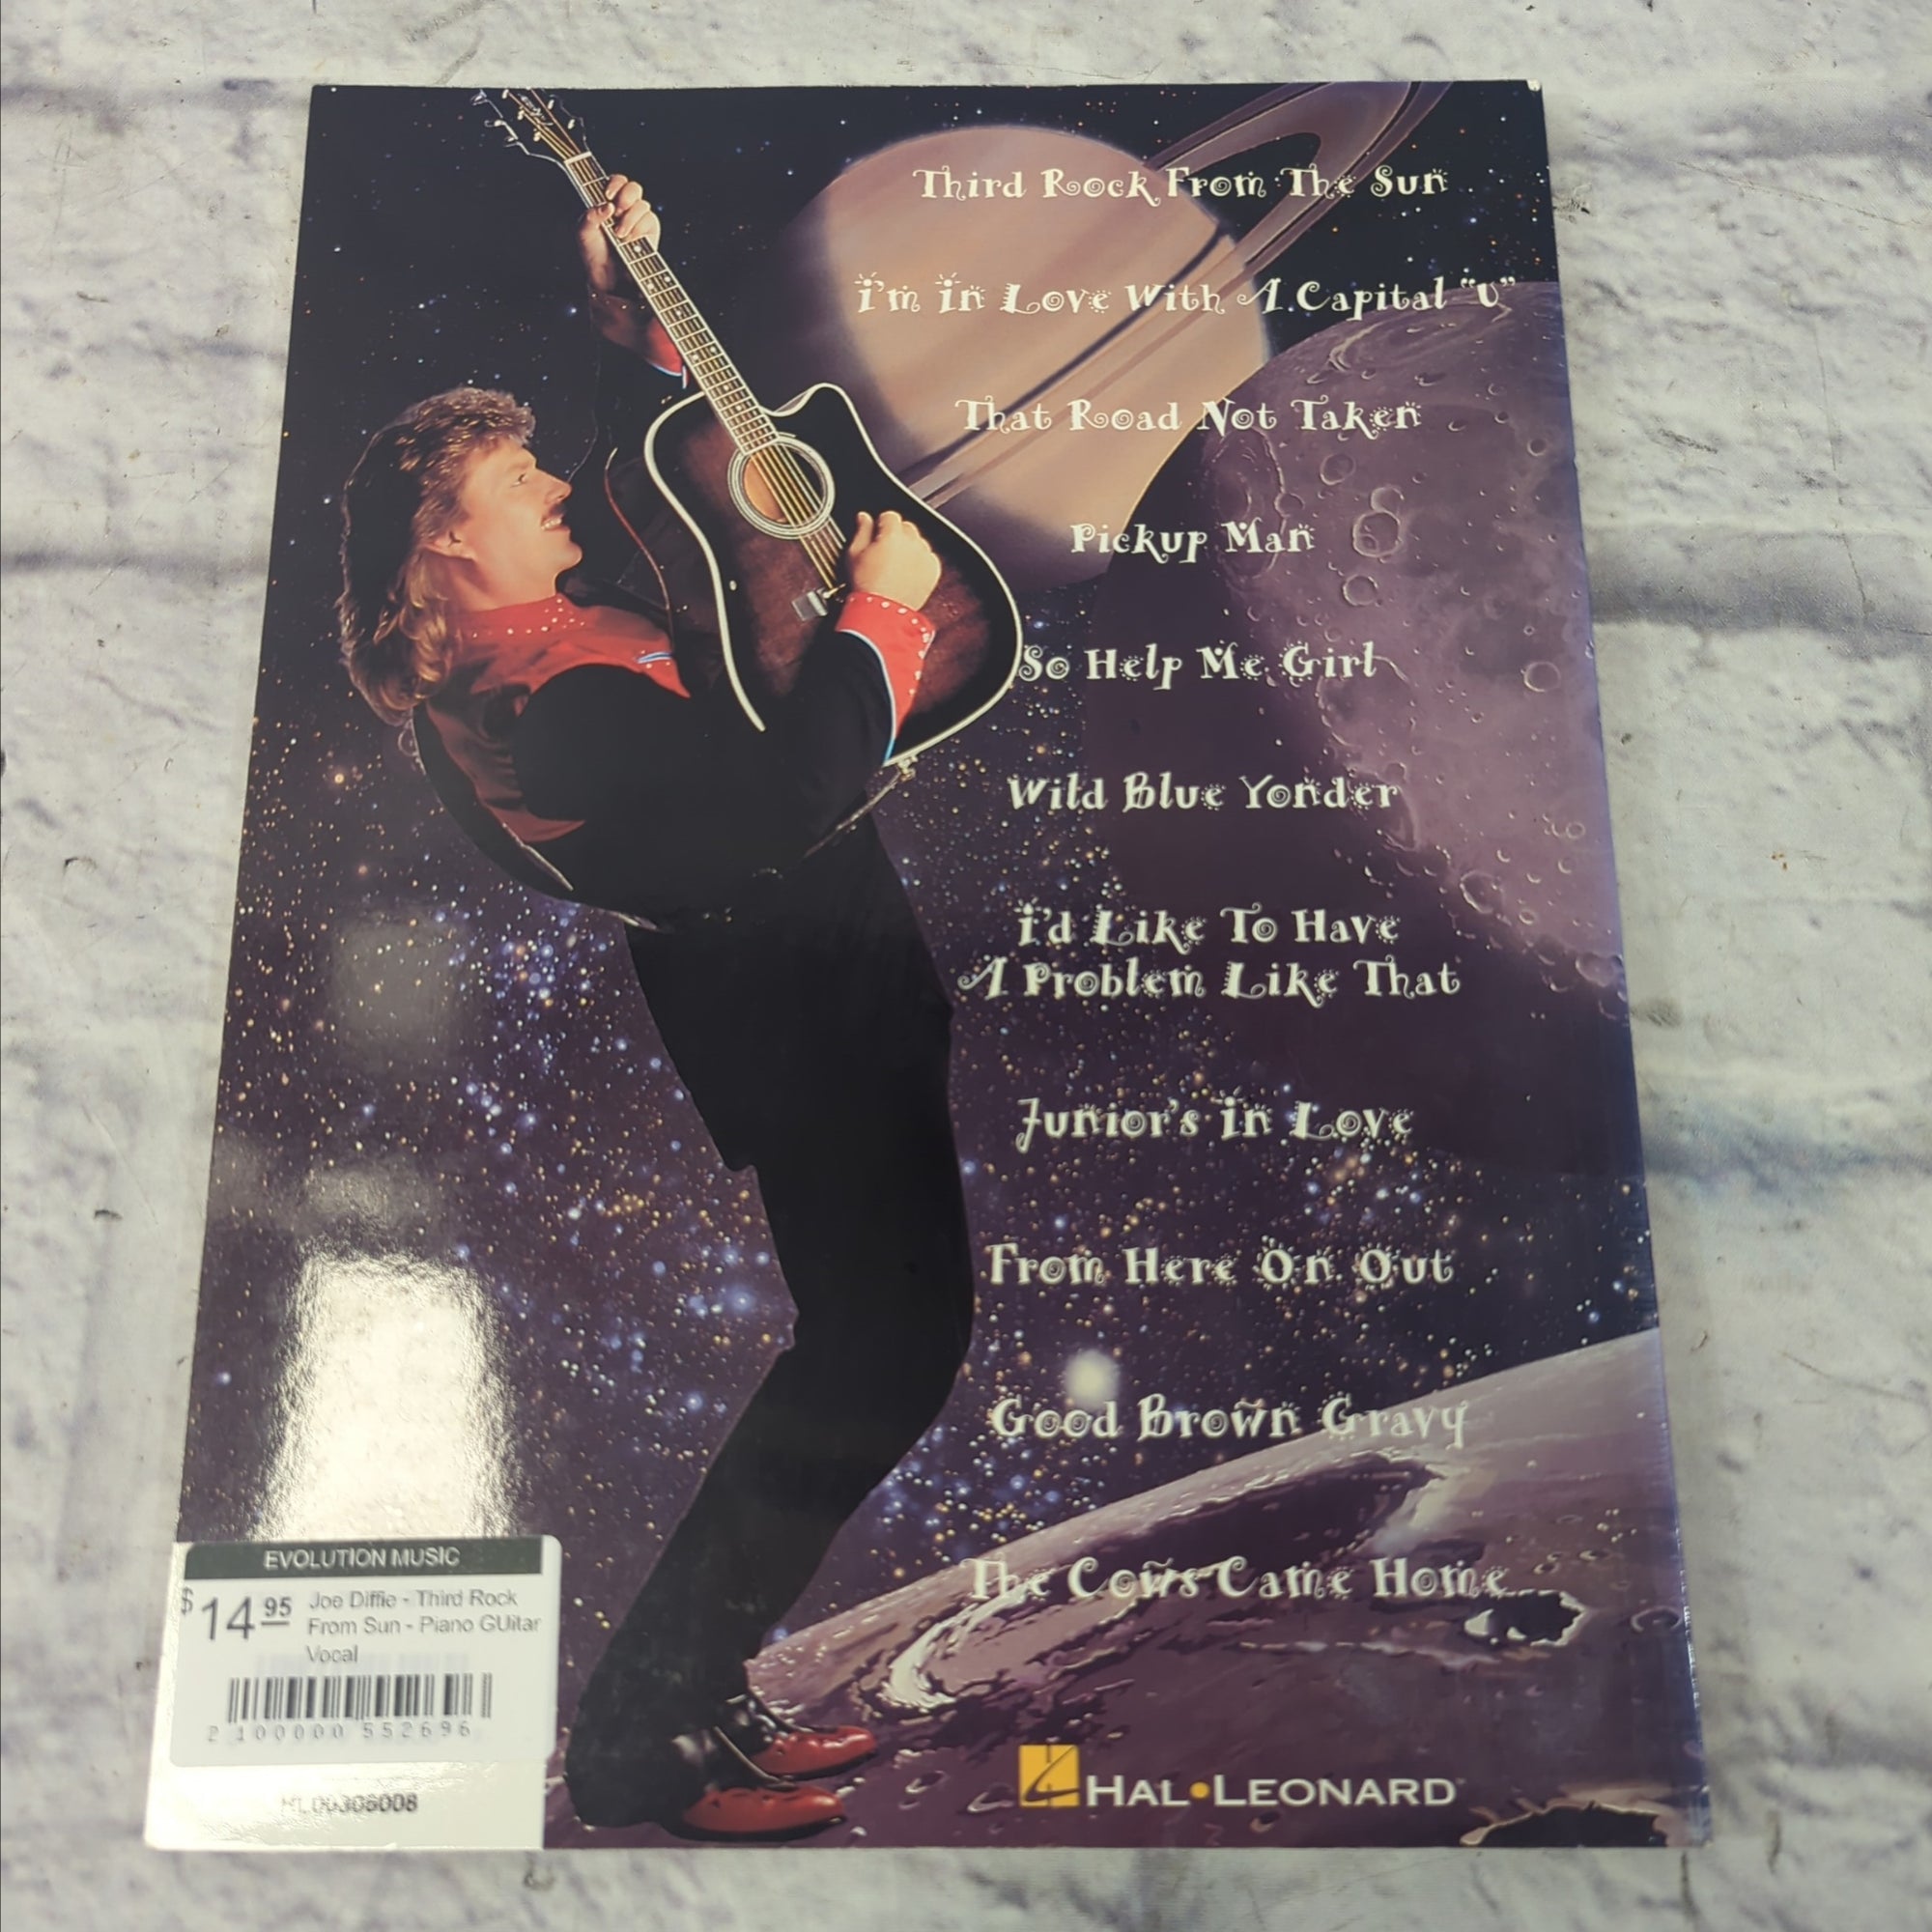 Third Rock From The Sun
I'm In Love With A Capital "U"
That Road Not Taken
Pickup Man
So Help Me Girl
Wild Blue Yonder
I'd Like To Have
A Problem Like That
Junior's In Love
From Here On Out
Good Brown Gravy
The Cows Came Home
EVOLUTION MUSIC
$14.95
Joe Diffie - Third Rock
From Sun - Piano GUitar
Vocal
2 100000 552696
HL00306008
HAL•LEONARD